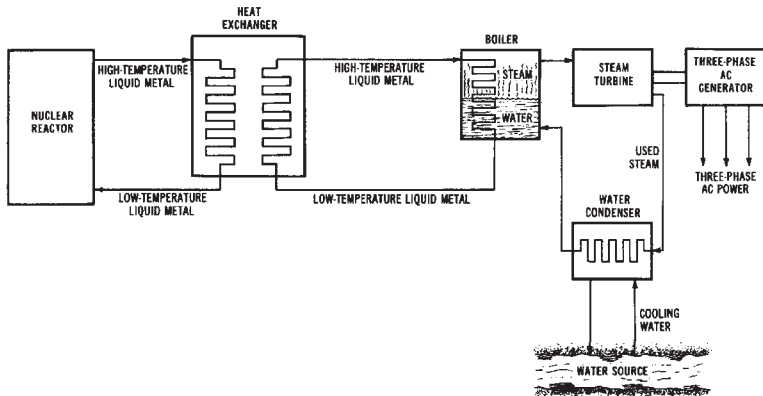 HEAT
EXCHANGER
BOILER
HIGH-TEMPERATURE
LIQUID METAL
HIGH-TEMPERATURE
LIQUID METAL
STEAM
WATER
STEAM
TURBINE
THREE-PHASE
AC
GENERATOR
NUCLEAR
REACTOR
USED
STEAM
THREE-PHASE
AC POWER
LOW-TEMPERATURE
LIQUID METAL
LOW-TEMPERATURE LIQUID METAL
WATER
CONDENSER
COOLING
WATER
WATER SOURCE